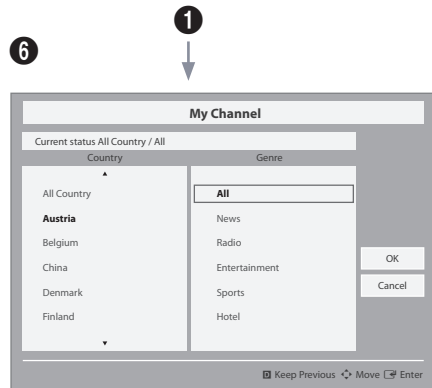 ❶
❻
My Channel
Current status All Country / All
Country
Genre
All Country
Austria
Belgium
China
Denmark
Finland
All
News
Radio
Entertainment
Sports
Hotel
OK
Cancel
D Keep Previous Move Enter